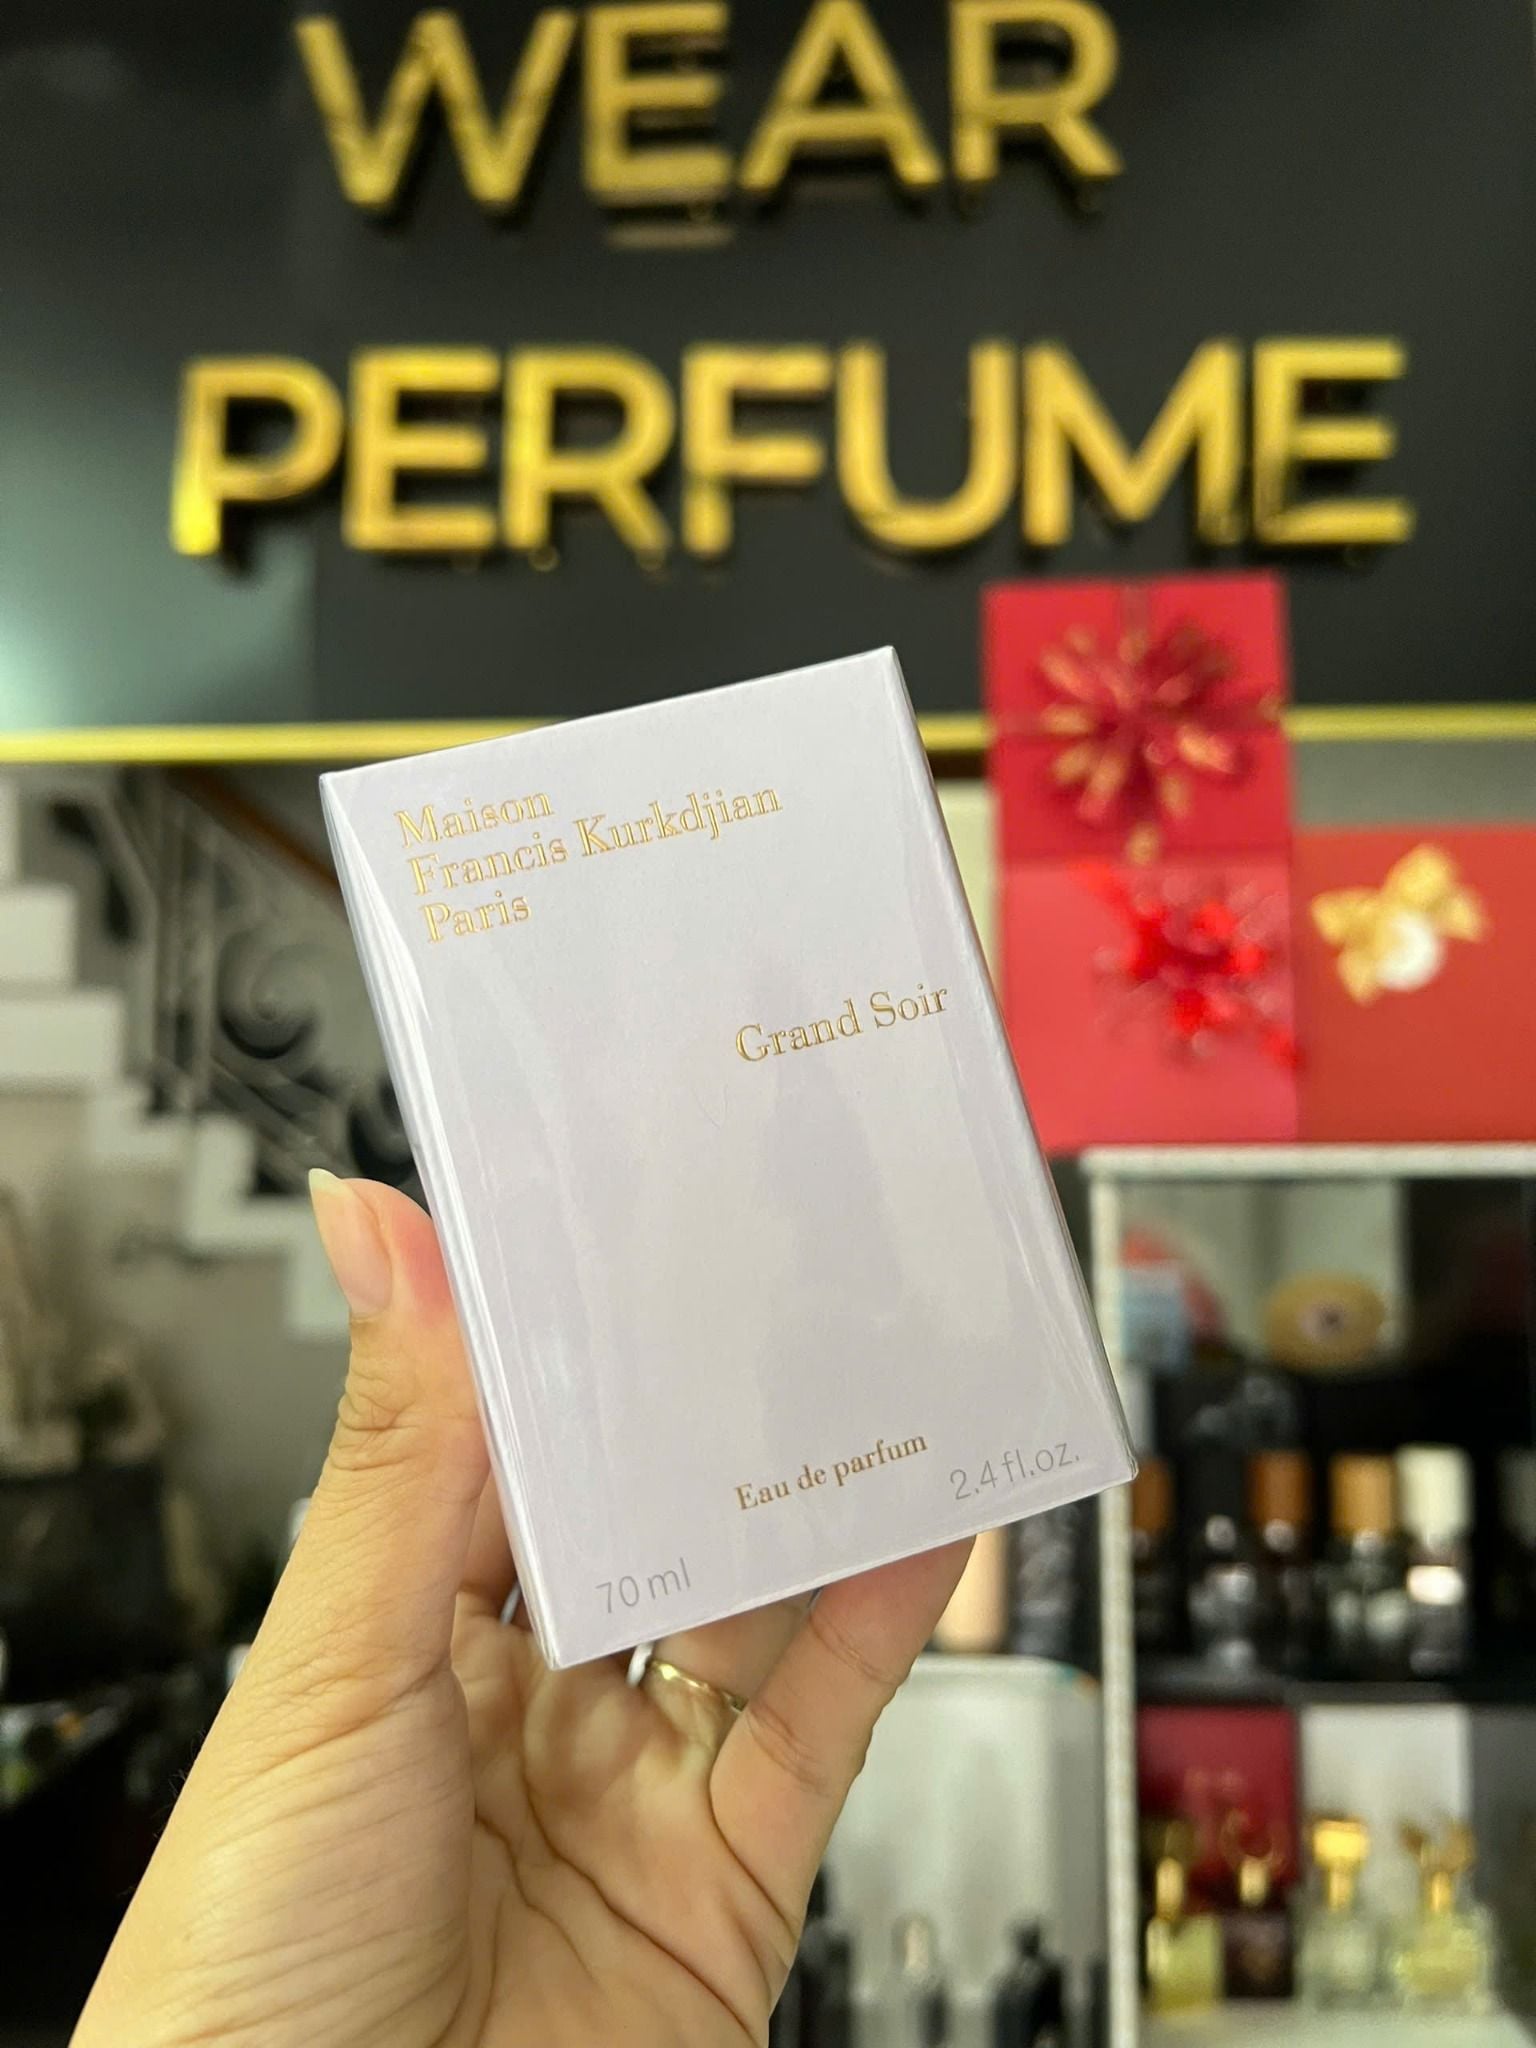 WEAR
PERFUME
Maison
Francis Kurkdjian
Paris
Grand Soir
Eau de parfum
2.4 fl.oz.
70 ml